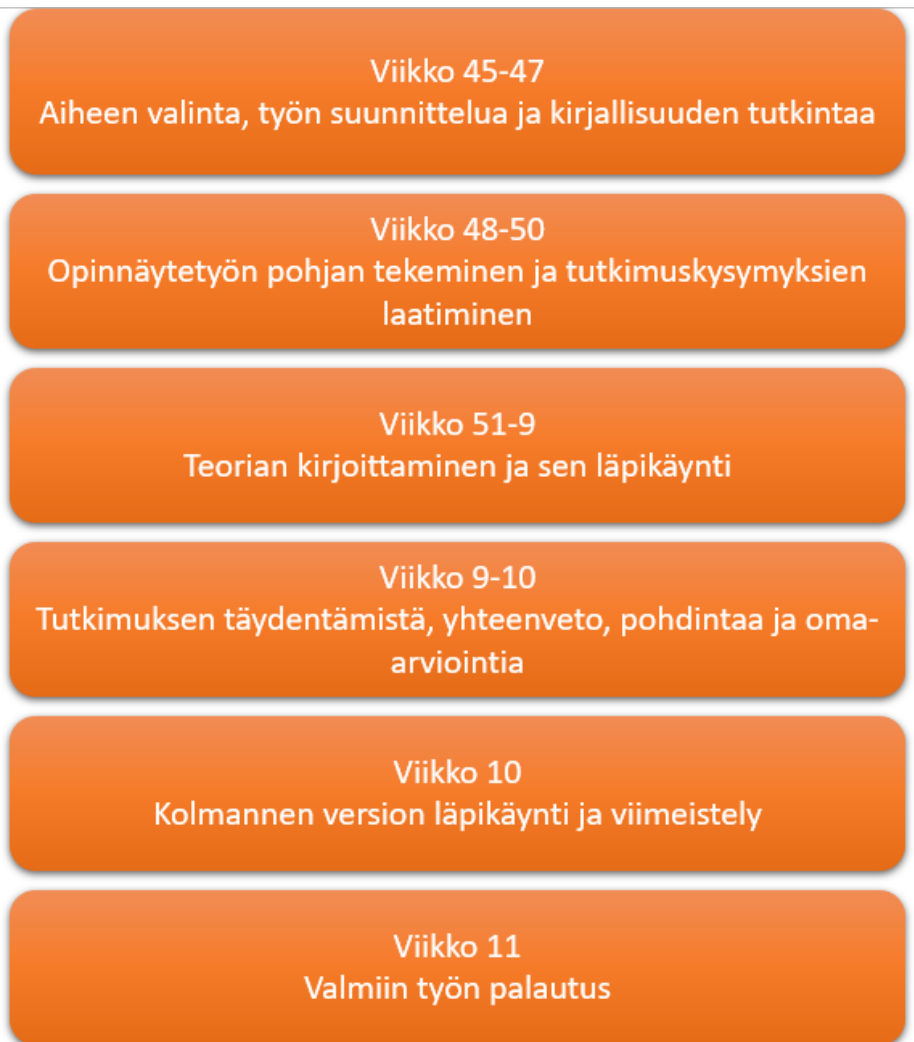 Viikko 45-47
Aiheen valinta, työn suunnittelua ja kirjallisuuden tutkintaa
Viikko 48-50
Opinnäytetyön pohjan tekeminen ja tutkimuskysymyksien
laatiminen
Viikko 51-9
Teorian kirjoittaminen ja sen läpikäynti
Viikko 9-10
Tutkimuksen täydentämistä, yhteenveto, pohdintaa ja oma-
arviointia
Viikko 10
Kolmannen version läpikäynti ja viimeistely
Viikko 11
Valmiin työn palautus